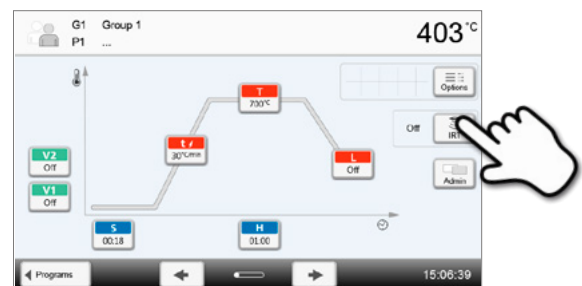 G1 Group 1
P1 ...
403 °C
T
700°C
Options
t
30°C/min
Off
IRT
V2
Off
L
Off
Admin
V1
Off
S
00:18
H
01:00
Programs
15:06:39